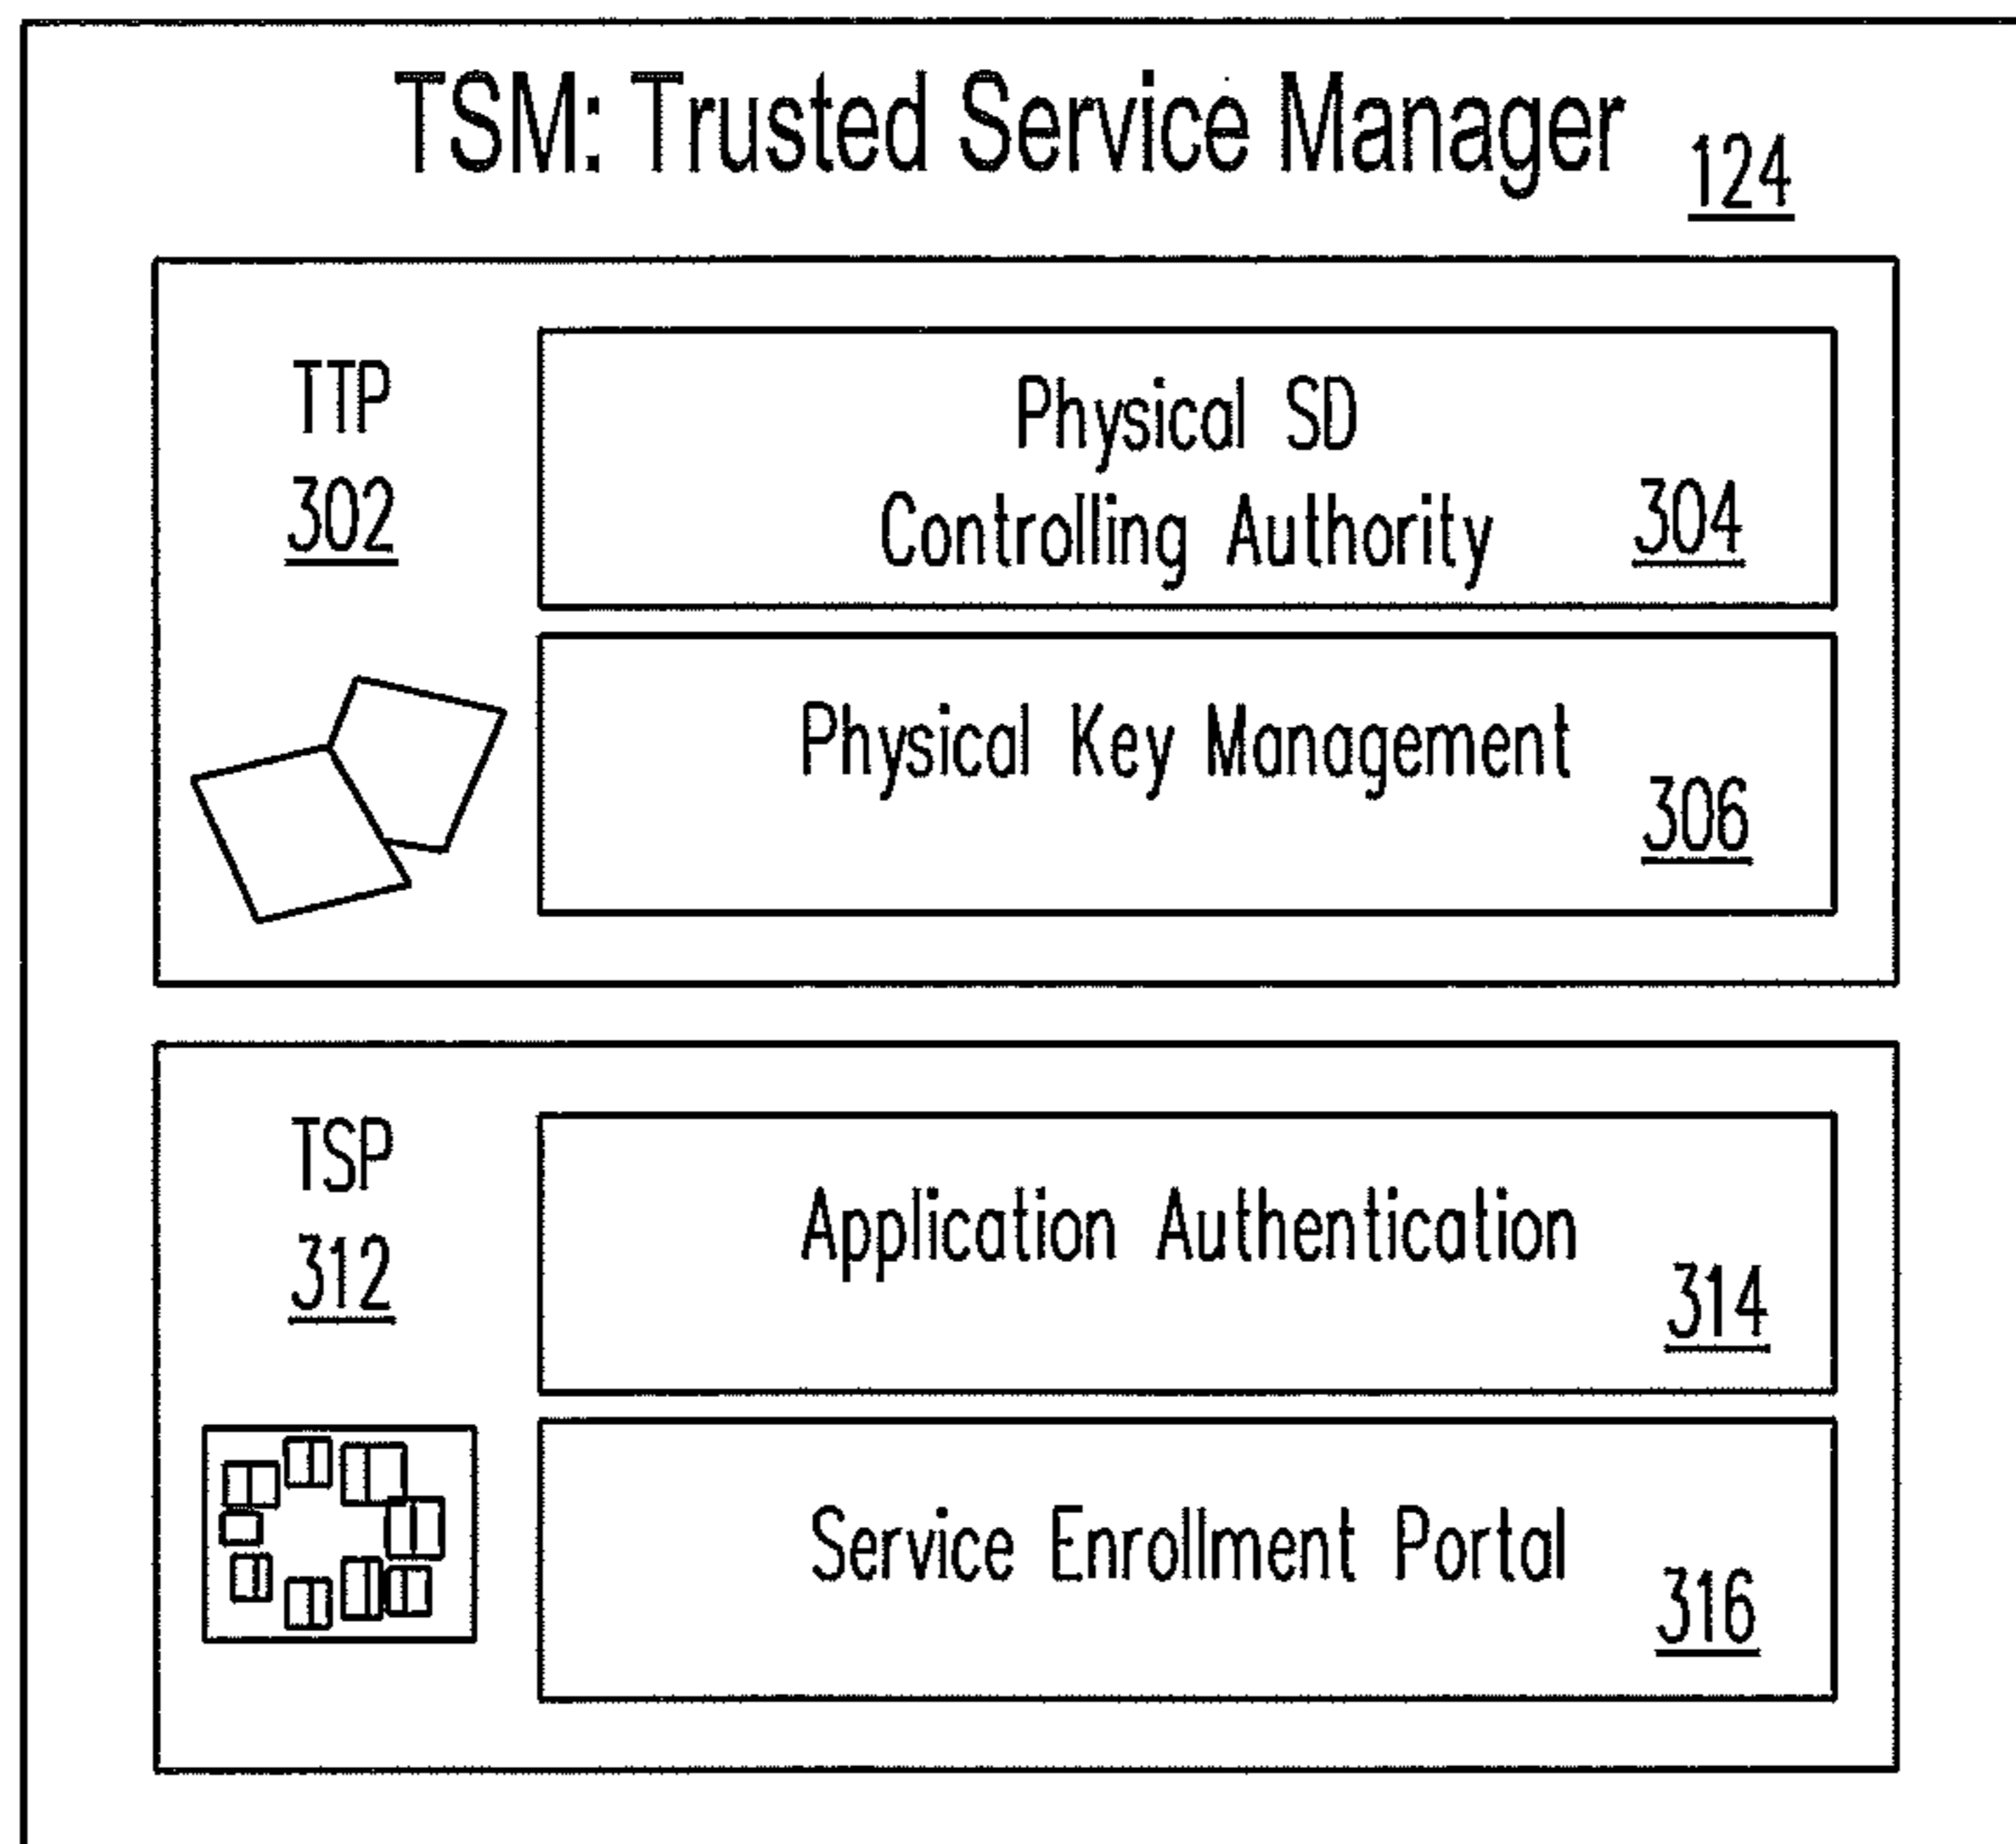 TSM: Trusted Service Manager 124
TTP
302
Physical SD
Controlling Authority 304
Physical Key Management
306
TSP
312
Application Authentication
314
Service Enrollment Portal
316